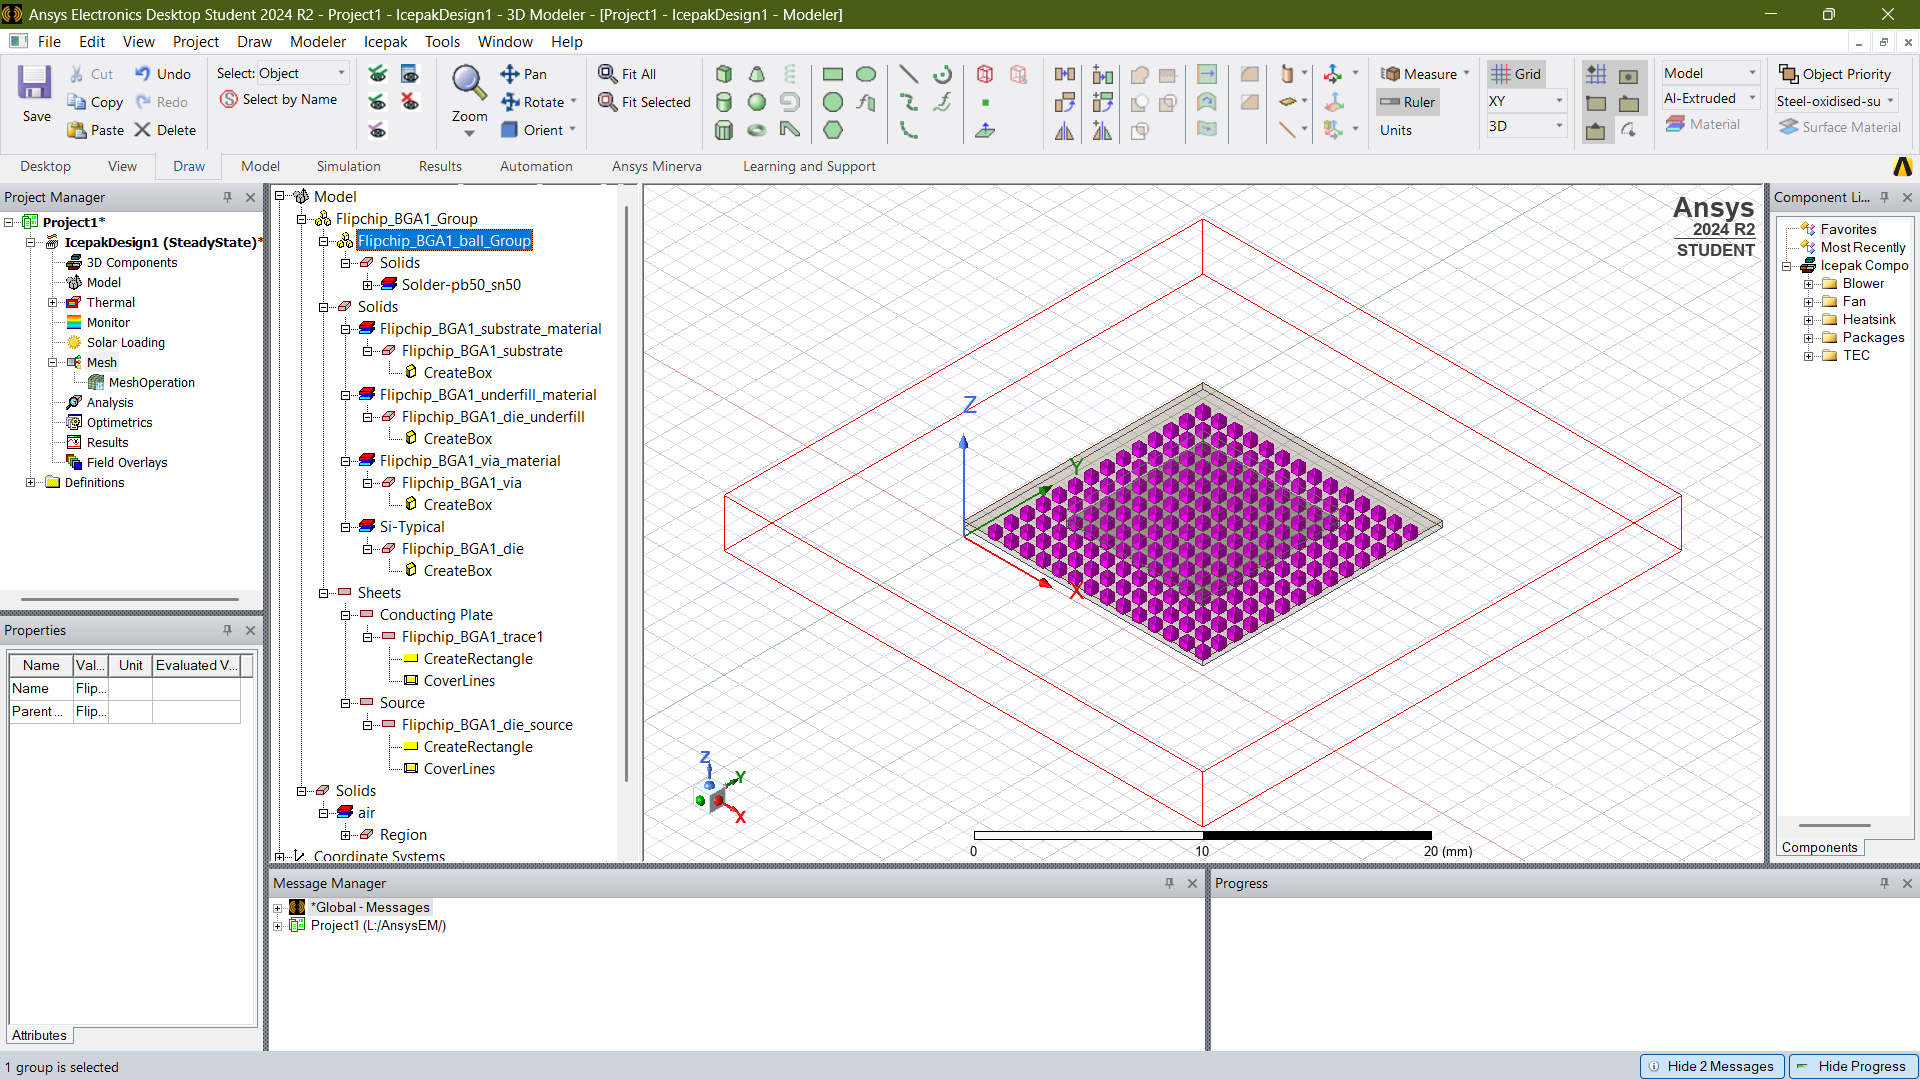 Ansys Electronics Desktop Student 2024 R2 - Project1 - IcepakDesign1 - 3D Modeler - [Project1 - IcepakDesign1 - Modeler]
File Edit View Project Draw Modeler Icepak Tools Window Help
Save
Cut
Copy
Paste
Undo
Redo
Delete
Select: Object
Select by Name
Zoom
Pan
Rotate
Orient
Fit All
Fit Selected
Measure
Ruler
Units
Grid
XY
3D
Model
Al-Extruded
Material
Object Priority
Steel-oxidised-su
Surface Material
Desktop View Draw Model Simulation Results Automation Ansys Minerva Learning and Support
Project Manager
Project1*
IcepakDesign1 (SteadyState)*
3D Components
Model
Thermal
Monitor
Solar Loading
Mesh
MeshOperation
Analysis
Optimetrics
Results
Field Overlays
Definitions
Properties
Name Val... Unit Evaluated V...
Name Flip...
Parent ... Flip...
Attributes
Model
Flipchip_BGA1_Group
Flipchip_BGA1_ball_Group
Solids
Solder-pb50_sn50
Solids
Flipchip_BGA1_substrate_material
Flipchip_BGA1_substrate
CreateBox
Flipchip_BGA1_underfill_material
Flipchip_BGA1_die_underfill
CreateBox
Flipchip_BGA1_via_material
Flipchip_BGA1_via
CreateBox
Si-Typical
Flipchip_BGA1_die
CreateBox
Sheets
Conducting Plate
Flipchip_BGA1_trace1
CreateRectangle
CoverLines
Source
Flipchip_BGA1_die_source
CreateRectangle
CoverLines
Solids
air
Region
Coordinate Systems
Ansys
2024 R2
STUDENT
Z
Y
X
Z
Y
X
0 10 20 (mm)
Component Li...
Favorites
Most Recently
Icepak Compo
Blower
Fan
Heatsink
Packages
TEC
Components
Message Manager
*Global - Messages
Project1 (L:/AnsysEM/)
Progress
1 group is selected
Hide 2 Messages
Hide Progress